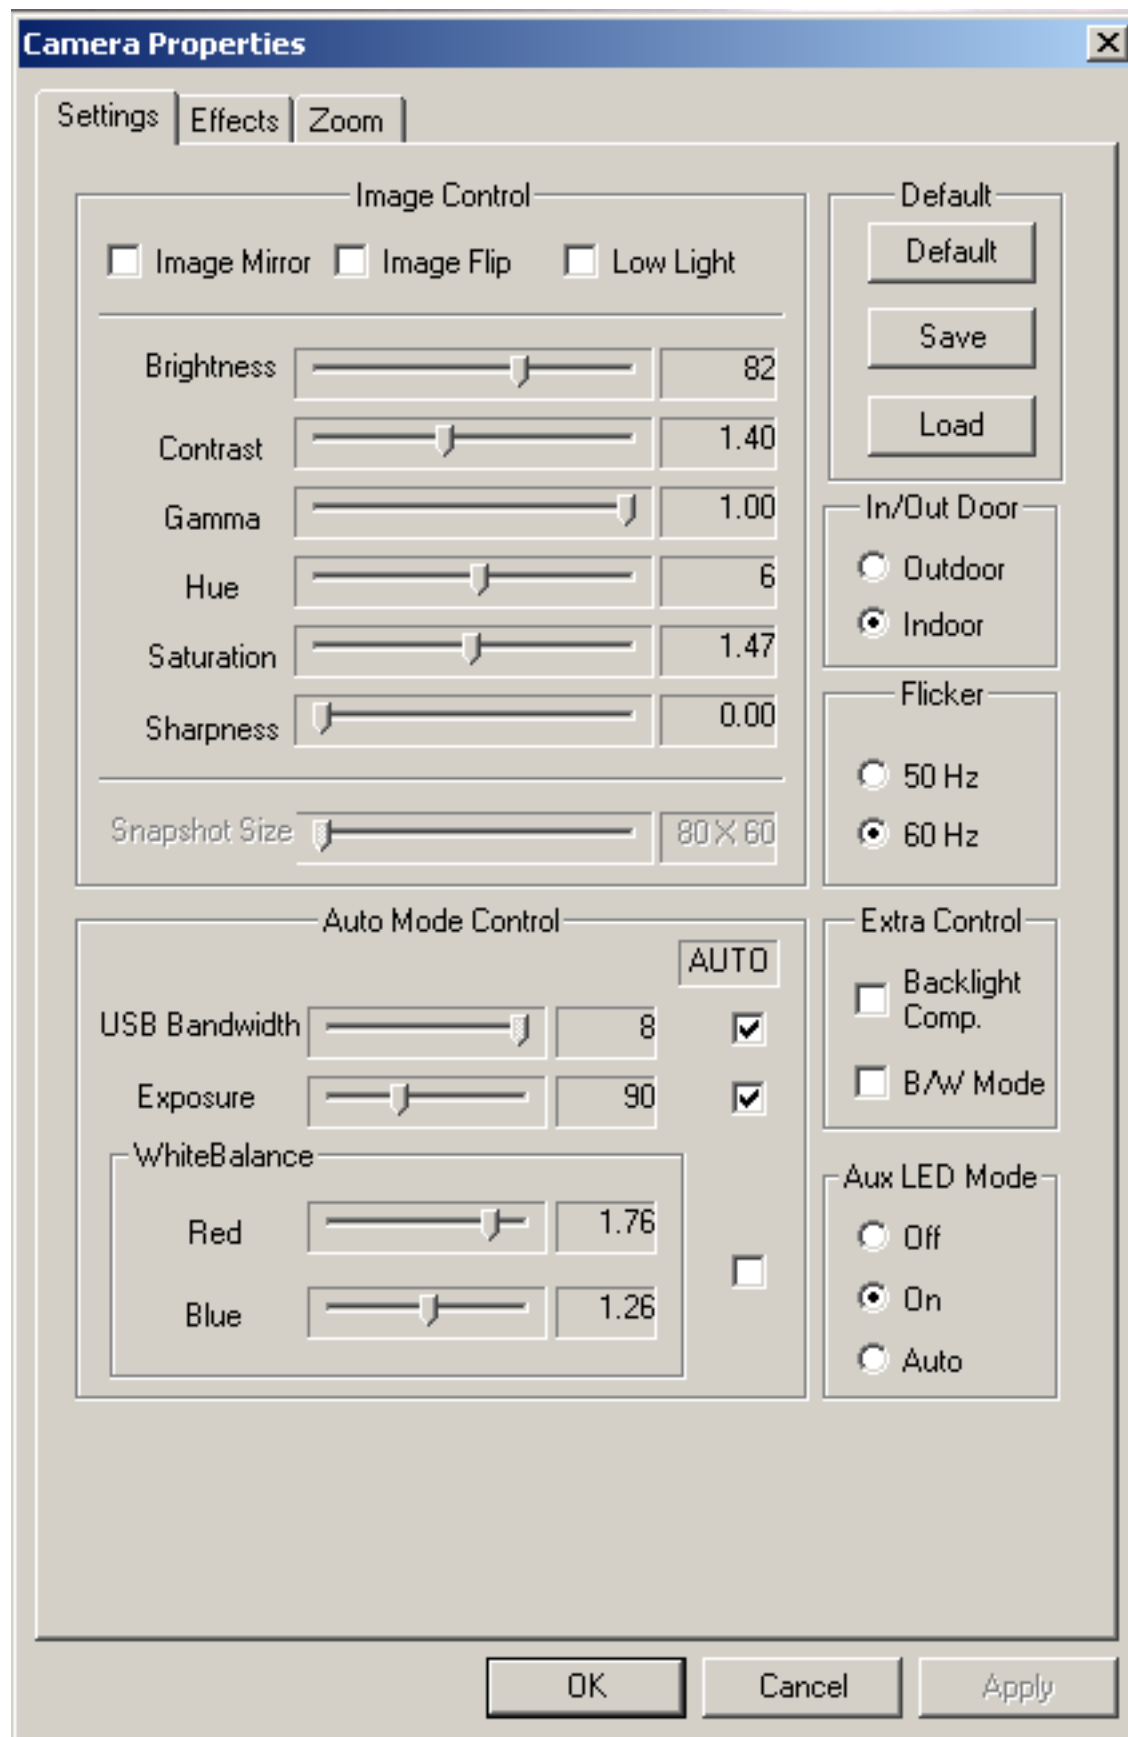 Camera Properties
Settings Effects Zoom
Image Control
Image Mirror Image Flip Low Light
Brightness 82
Contrast 1.40
Gamma 1.00
Hue 6
Saturation 1.47
Sharpness 0.00
Snapshot Size 80 X 60
Default
Default
Save
Load
In/Out Door
Outdoor
Indoor
Flicker
50 Hz
60 Hz
Auto Mode Control
AUTO
USB Bandwidth 8
Exposure 90
WhiteBalance
Red 1.76
Blue 1.26
Extra Control
Backlight
Comp.
B/W Mode
Aux LED Mode
Off
On
Auto
OK Cancel Apply